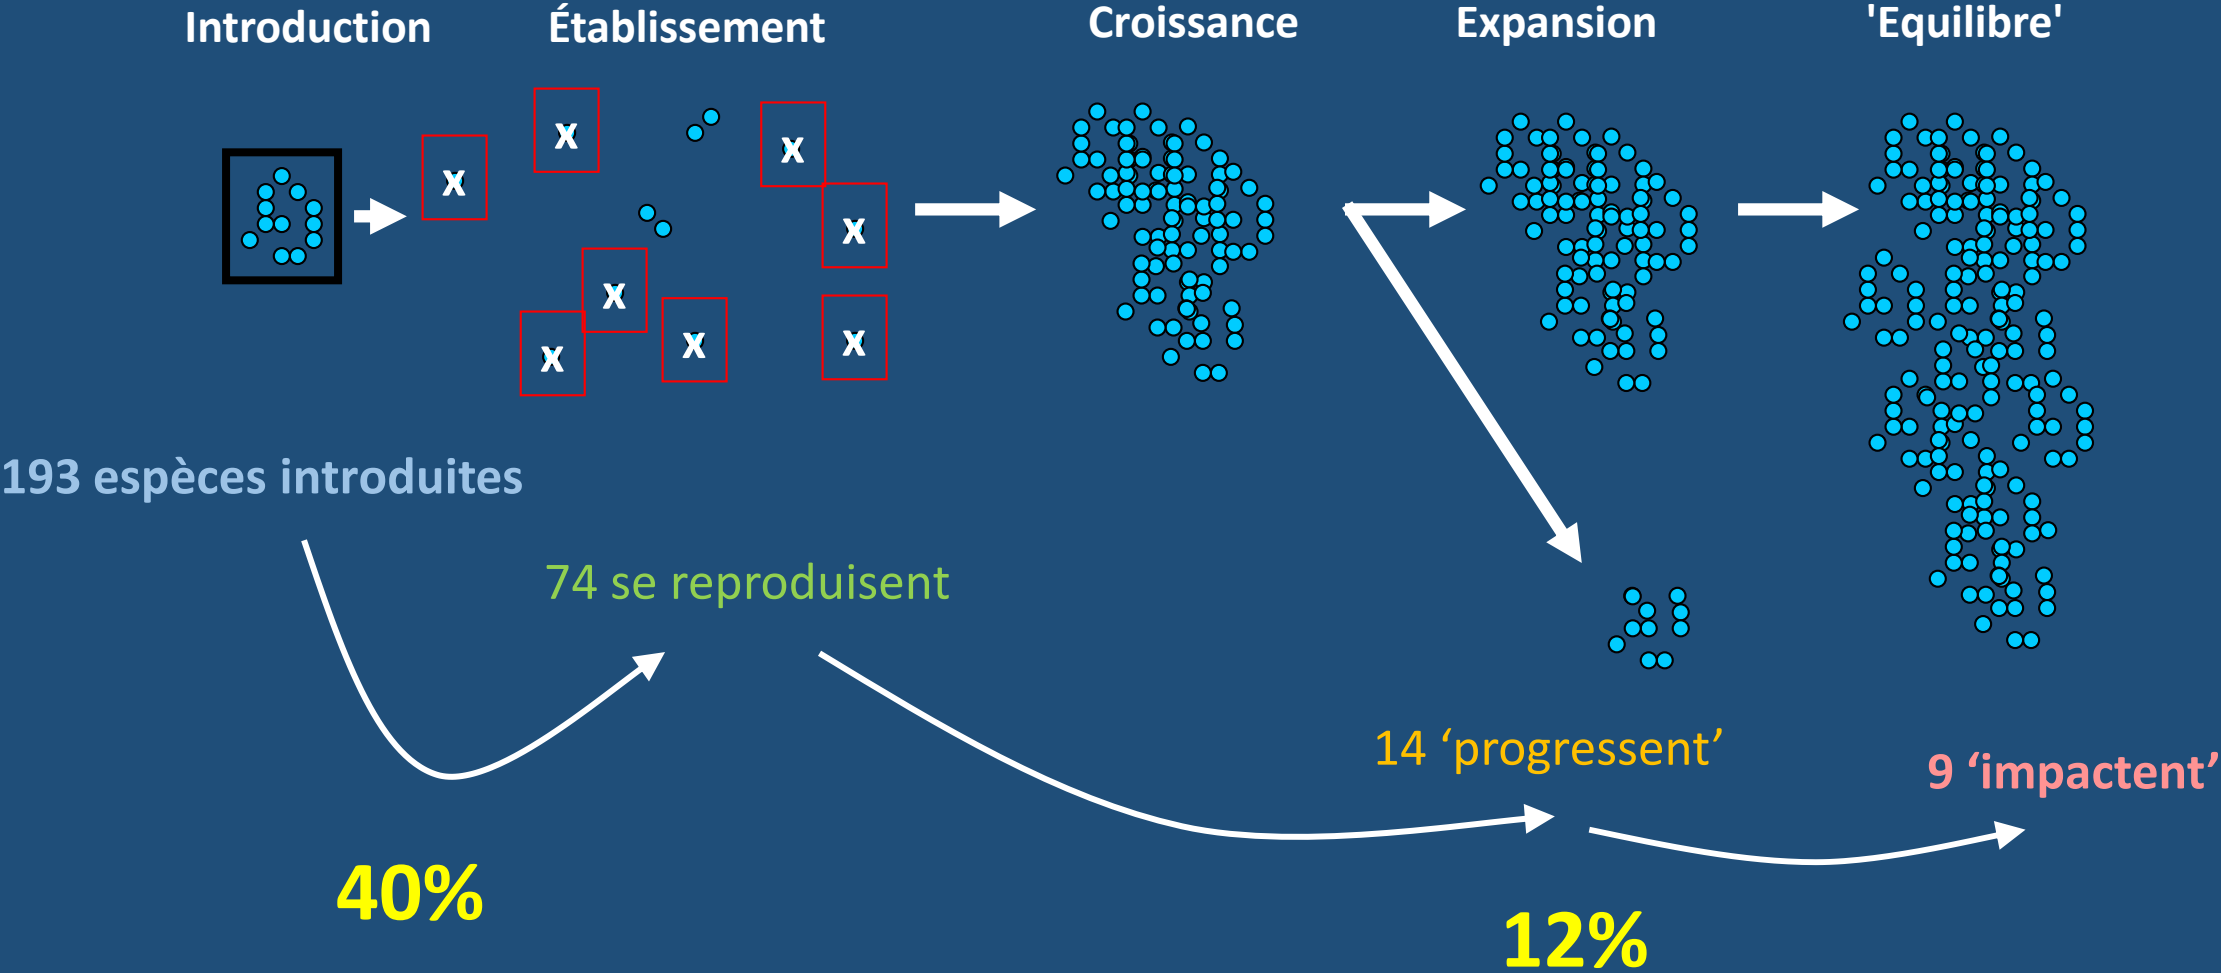 Introduction
Établissement
Croissance
Expansion
'Equilibre'
X
X
X
X
X
X
X
X
193 espèces introduites
74 se reproduisent
14 ‘progressent’
9 ‘impactent’
40%
12%